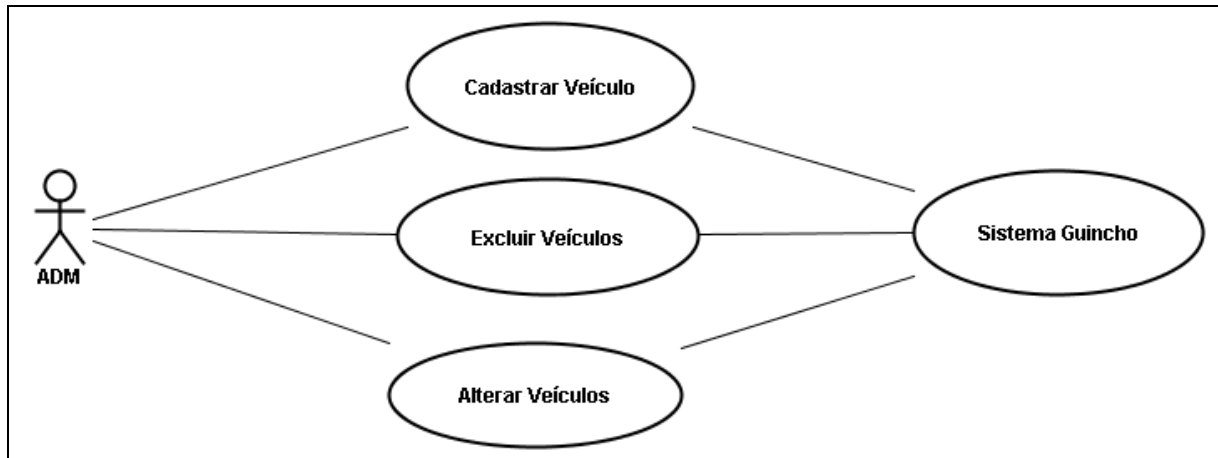 Cadastrar Veículo
Excluir Veículos
Sistema Guincho
ADM
Alterar Veículos